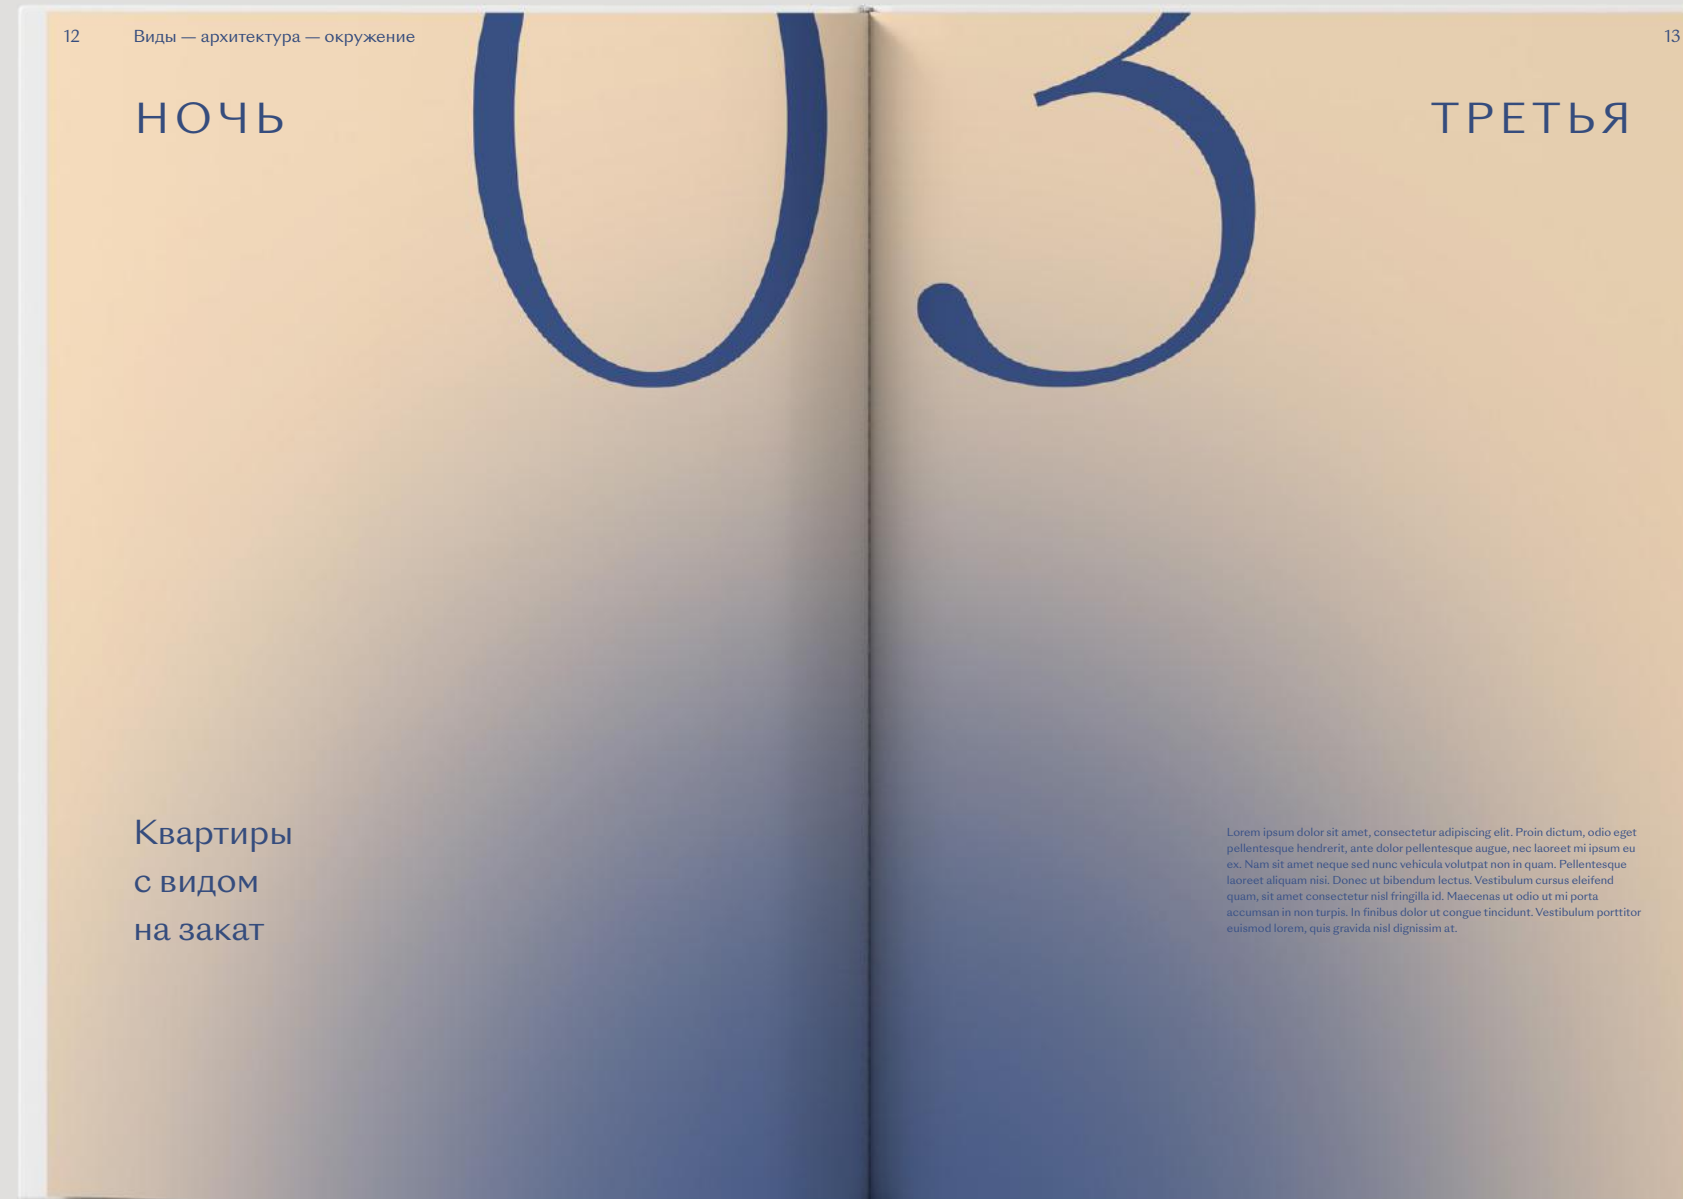 12 Виды — архитектура — окружение
13
03
НОЧЬ
ТРЕТЬЯ
Квартиры
с видом
на закат
Lorem ipsum dolor sit amet, consectetur adipiscing elit. Proin dictum, odio eget
pellentesque hendrerit, ante dolor pellentesque augue, nec laoreet mi ipsum eu
ex. Nam sit amet neque sed nunc vehicula volutpat non in quam. Pellentesque
laoreet aliquam nisi. Donec ut bibendum lectus. Vestibulum cursus eleifend
quam, sit amet consectetur nisl fringilla id. Maecenas ut odio ut mi porta
accumsan in non turpis. In finibus dolor ut congue tincidunt. Vestibulum porttitor
euismod lorem, quis gravida nisl dignissim at.